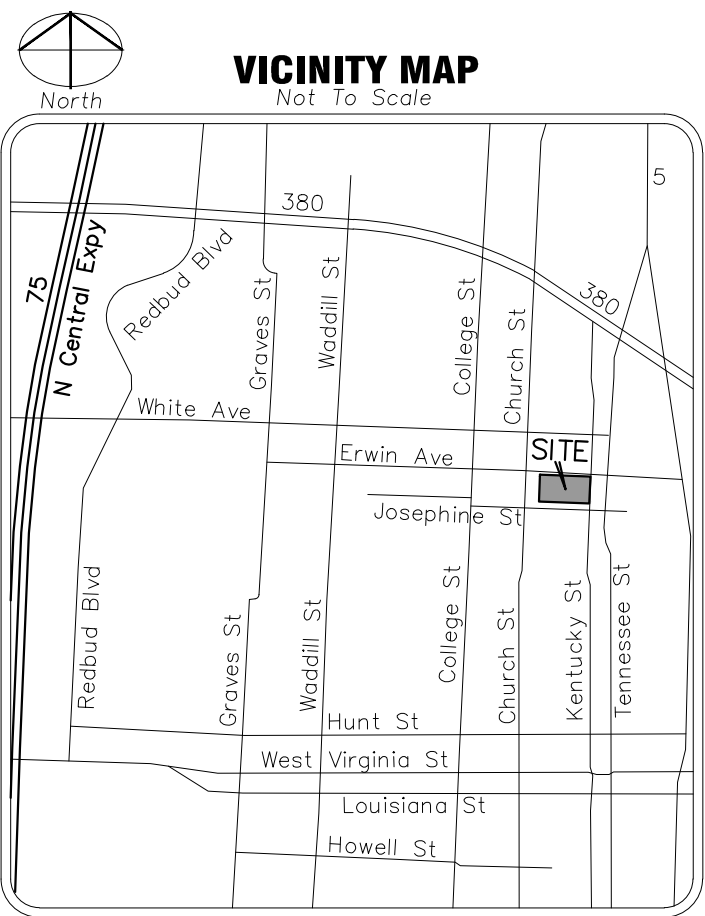 VICINITY MAP
Not To Scale
North
380
5
75
N Central Expy
Redbud Blvd
Graves St
Waddill St
College St
Church St
380
White Ave
Erwin Ave
SITE
Josephine St
Redbud Blvd
Graves St
Waddill St
College St
Church St
Kentucky St
Tennessee St
Hunt St
West Virginia St
Louisiana St
Howell St